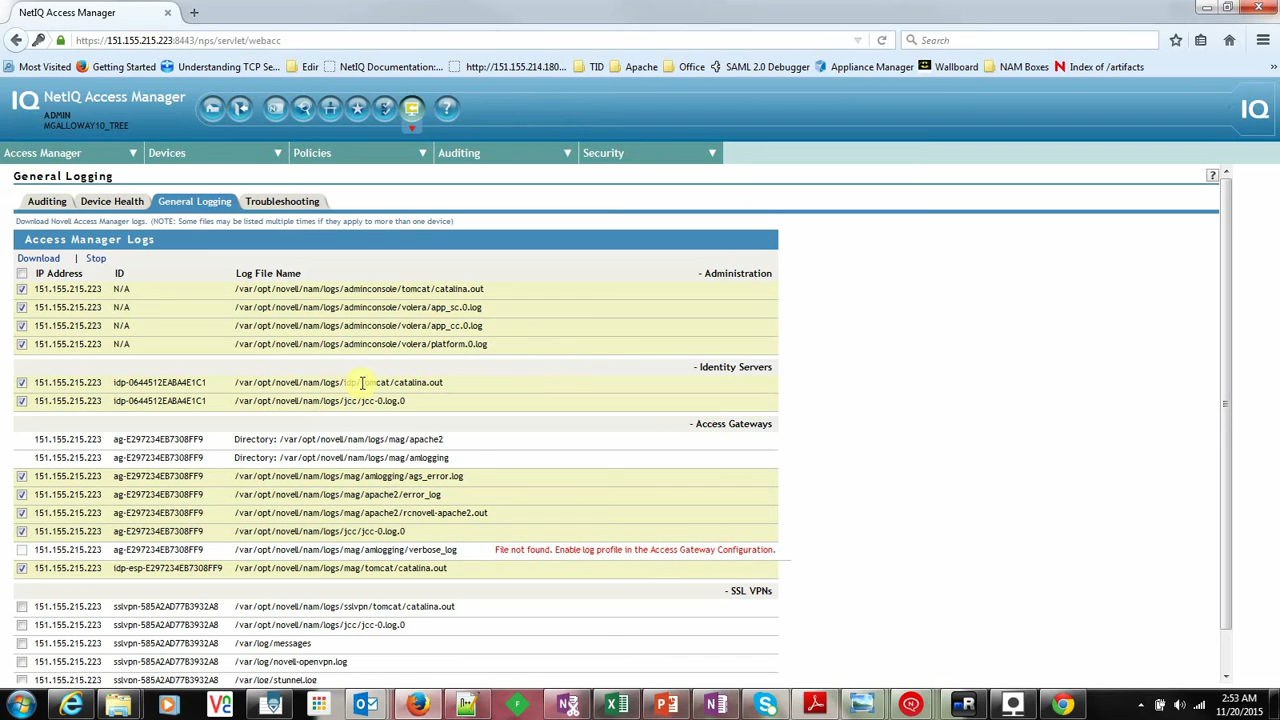 NetIQ Access Manager
https://151.155.215.223:8443/nps/servlet/webacc
Search
Most Visited Getting Started Understanding TCP Se... Edir NetIQ Documentation:... http://151.155.214.180... TID Apache Office SAML 2.0 Debugger Appliance Manager Wallboard NAM Boxes Index of /artifacts
IQ NetIQ Access Manager
ADMIN
MGALLOWAY10_TREE
IQ
Access Manager Devices Policies Auditing Security
General Logging
?
Auditing Device Health General Logging Troubleshooting
Download Novell Access Manager logs. (NOTE: Some files may be listed multiple times if they apply to more than one device)
Access Manager Logs
Download | Stop
IP Address ID Log File Name - Administration
151.155.215.223 N/A /var/opt/novell/nam/logs/adminconsole/tomcat/catalina.out
151.155.215.223 N/A /var/opt/novell/nam/logs/adminconsole/volera/app_sc.0.log
151.155.215.223 N/A /var/opt/novell/nam/logs/adminconsole/volera/app_cc.0.log
151.155.215.223 N/A /var/opt/novell/nam/logs/adminconsole/volera/platform.0.log
- Identity Servers
151.155.215.223 idp-0644512EABA4E1C1 /var/opt/novell/nam/logs/idp/tomcat/catalina.out
151.155.215.223 idp-0644512EABA4E1C1 /var/opt/novell/nam/logs/jcc/jcc-0.log.0
- Access Gateways
151.155.215.223 ag-E297234EB7308FF9 Directory: /var/opt/novell/nam/logs/mag/apache2
151.155.215.223 ag-E297234EB7308FF9 Directory: /var/opt/novell/nam/logs/mag/amlogging
151.155.215.223 ag-E297234EB7308FF9 /var/opt/novell/nam/logs/mag/amlogging/ags_error.log
151.155.215.223 ag-E297234EB7308FF9 /var/opt/novell/nam/logs/mag/apache2/error_log
151.155.215.223 ag-E297234EB7308FF9 /var/opt/novell/nam/logs/mag/apache2/rcnovell-apache2.out
151.155.215.223 ag-E297234EB7308FF9 /var/opt/novell/nam/logs/jcc/jcc-0.log.0
151.155.215.223 ag-E297234EB7308FF9 /var/opt/novell/nam/logs/mag/amlogging/verbose_log File not found. Enable log profile in the Access Gateway Configuration.
151.155.215.223 idp-esp-E297234EB7308FF9 /var/opt/novell/nam/logs/mag/tomcat/catalina.out
- SSL VPNs
151.155.215.223 sslvpn-585A2AD77B3932A8 /var/opt/novell/nam/logs/sslvpn/tomcat/catalina.out
151.155.215.223 sslvpn-585A2AD77B3932A8 /var/opt/novell/nam/logs/jcc/jcc-0.log.0
151.155.215.223 sslvpn-585A2AD77B3932A8 /var/log/messages
151.155.215.223 sslvpn-585A2AD77B3932A8 /var/log/novell-openvpn.log
151.155.215.223 sslvpn-585A2AD77B3932A8 /var/log/stunnel.log
2:53 AM
11/20/2015